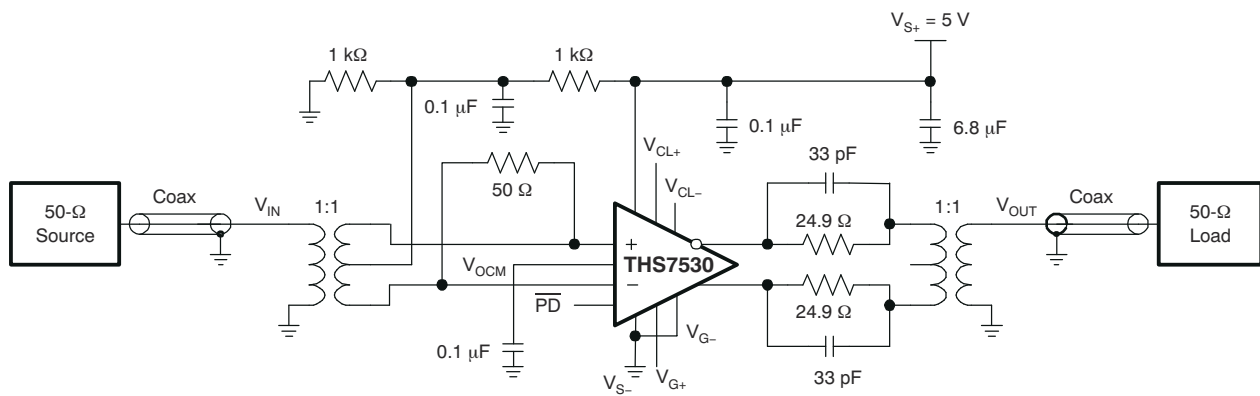 V_S+ = 5 V
1 kΩ
1 kΩ
0.1 μF
0.1 μF
6.8 μF
V_CL+
33 pF
50 Ω
V_CL−
50-Ω
Source
Coax
V_IN
1:1
24.9 Ω
1:1
V_OUT
Coax
50-Ω
Load
+
THS7530
−
V_OCM
P̅D̅
24.9 Ω
0.1 μF
V_G−
V_S−
V_G+
33 pF